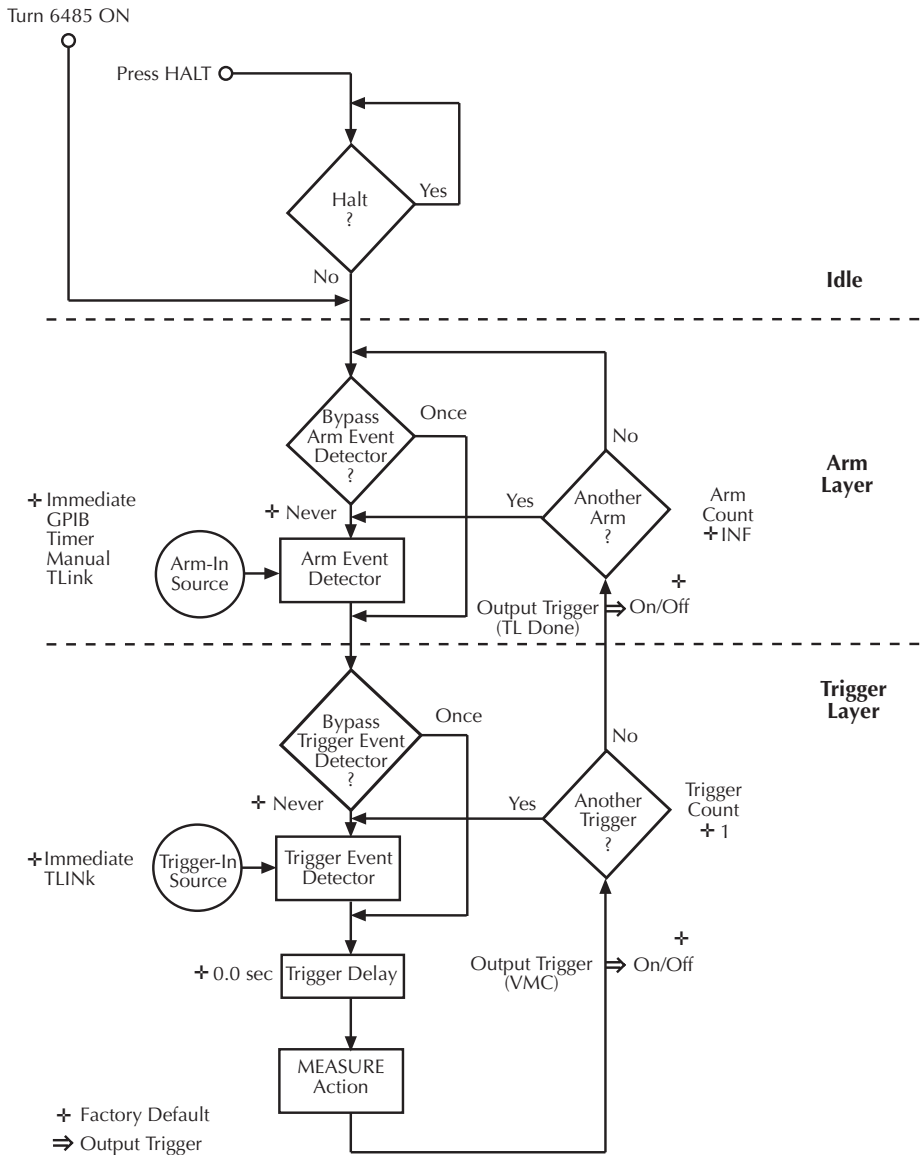 Turn 6485 ON
Press HALT
Halt
?
Yes
No
Idle
Bypass
Arm Event
Detector
?
Once
No
Arm
Layer
Immediate
GPIB
Timer
Manual
TLink
Never
Yes
Another
Arm
?
Arm
Count
INF
Arm-In
Source
Arm Event
Detector
Output Trigger
(TL Done)
On/Off
Trigger
Layer
Bypass
Trigger Event
Detector
?
Once
No
Never
Yes
Another
Trigger
?
Trigger
Count
1
Immediate
TLINk
Trigger-In
Source
Trigger Event
Detector
0.0 sec
Trigger Delay
Output Trigger
(VMC)
On/Off
MEASURE
Action
Factory Default
Output Trigger